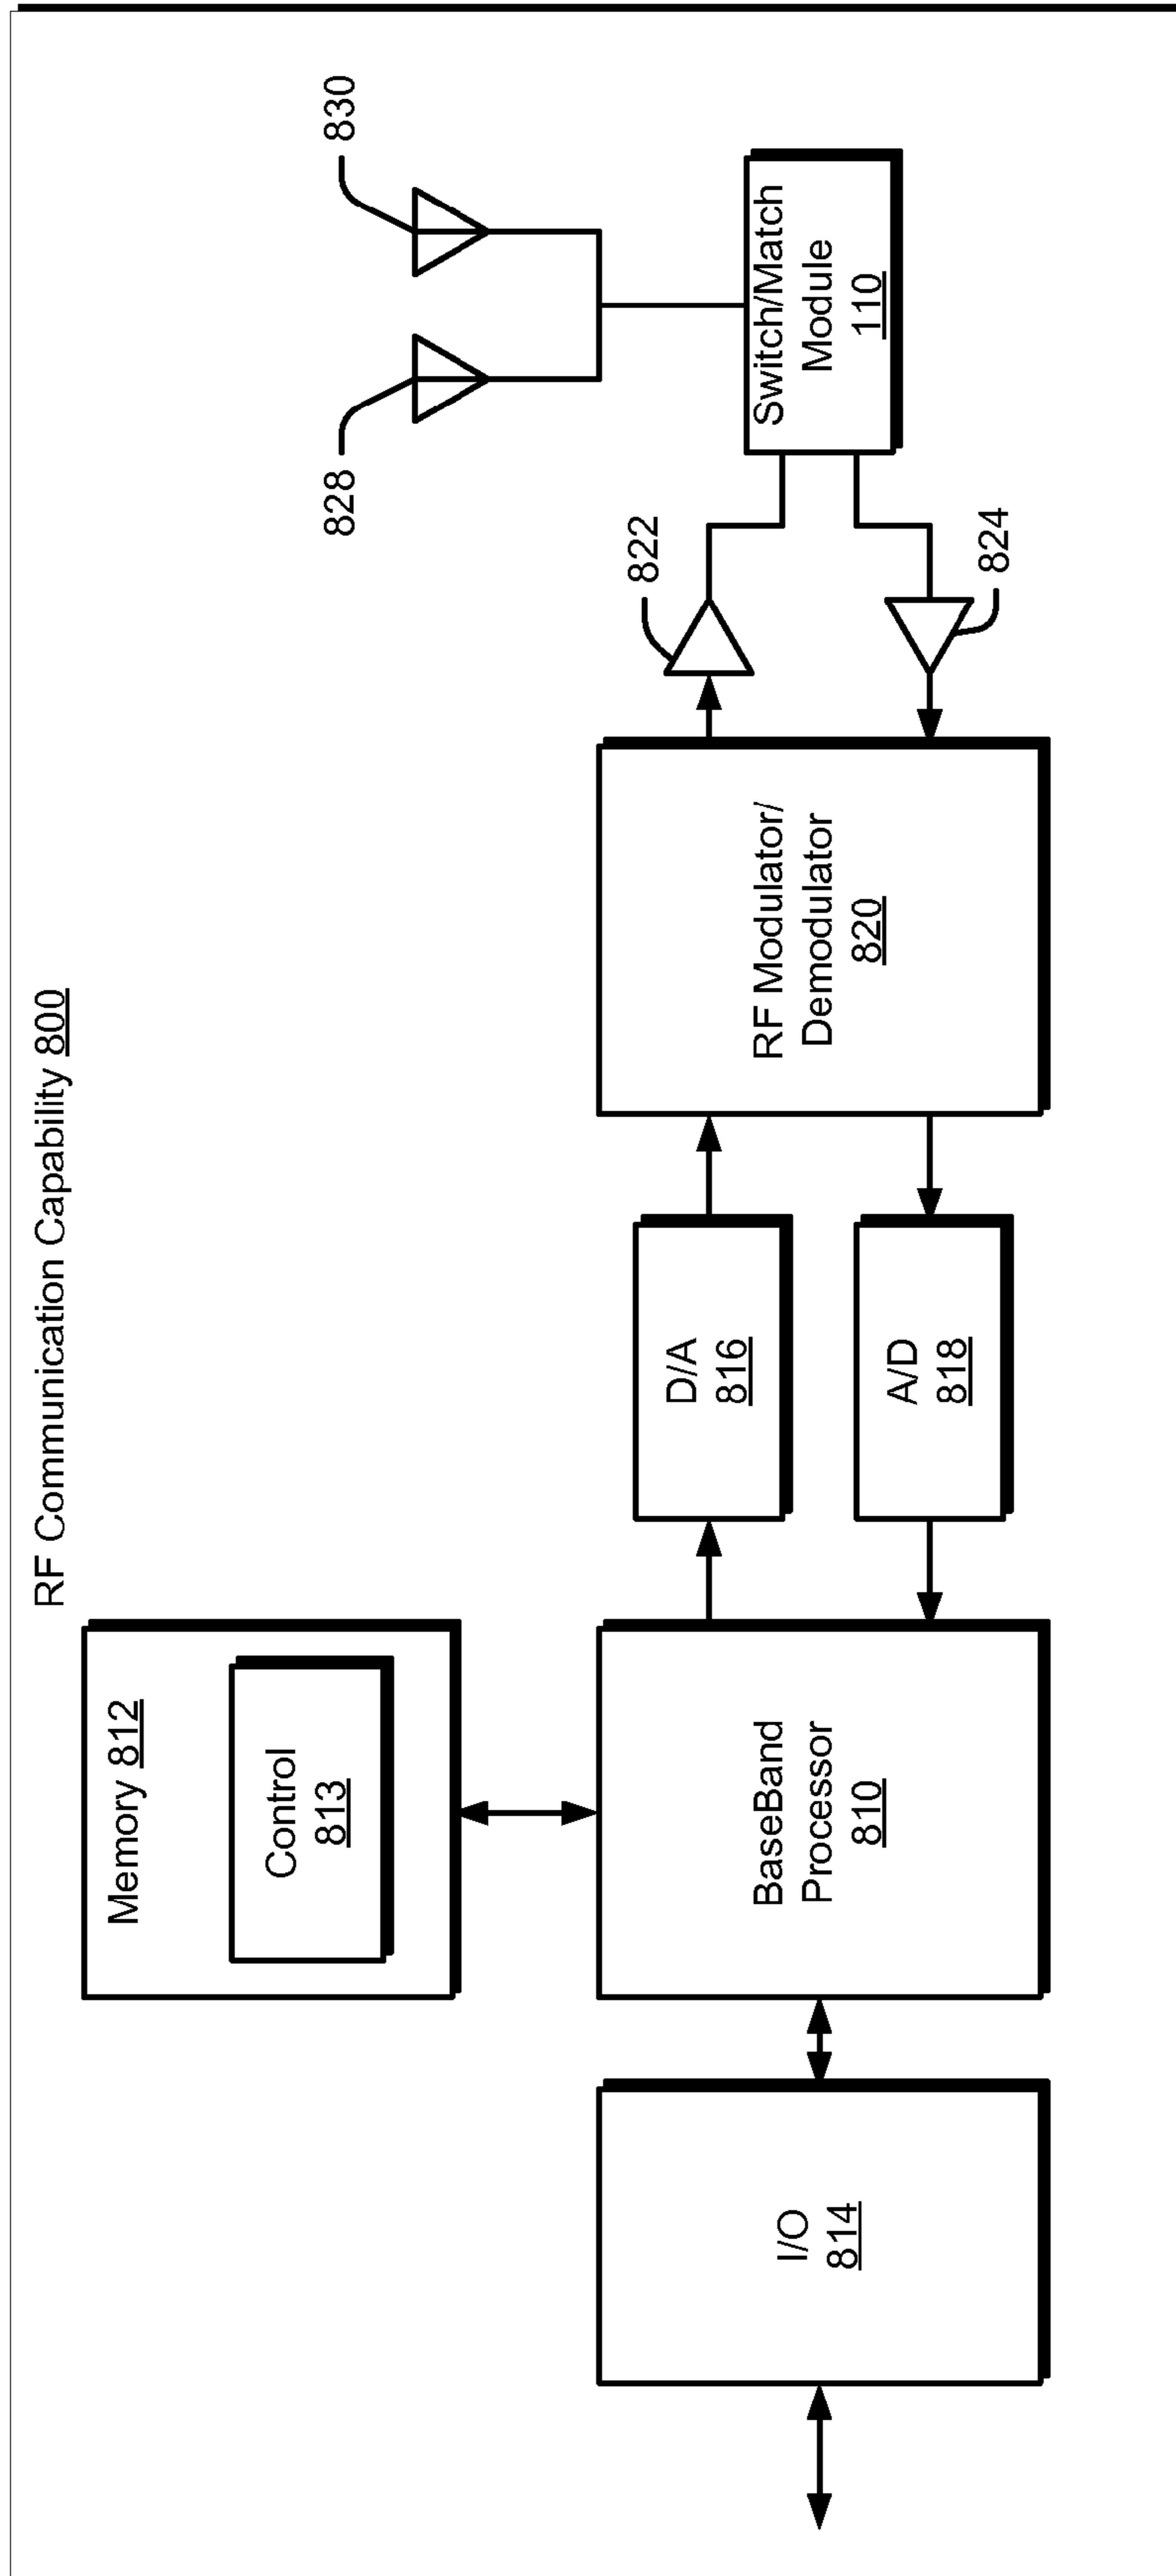 RF Communication Capability 800
Memory 812
Control
813
I/O
814
BaseBand
Processor
810
D/A
816
A/D
818
RF Modulator/
Demodulator
820
822
824
828
830
Switch/Match
Module
110